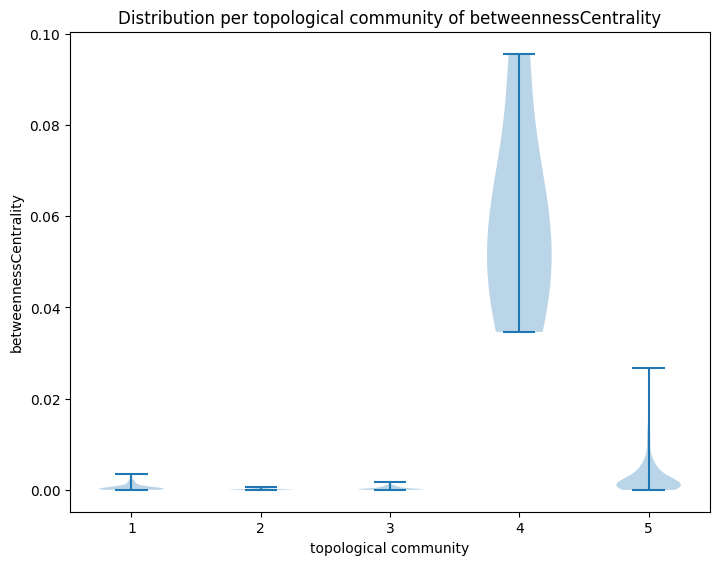 Distribution per topological community of betweennessCentrality
0.10
0.08
0.06
0.04
0.02
0.00
betweennessCentrality
1 2 3 4 5
topological community